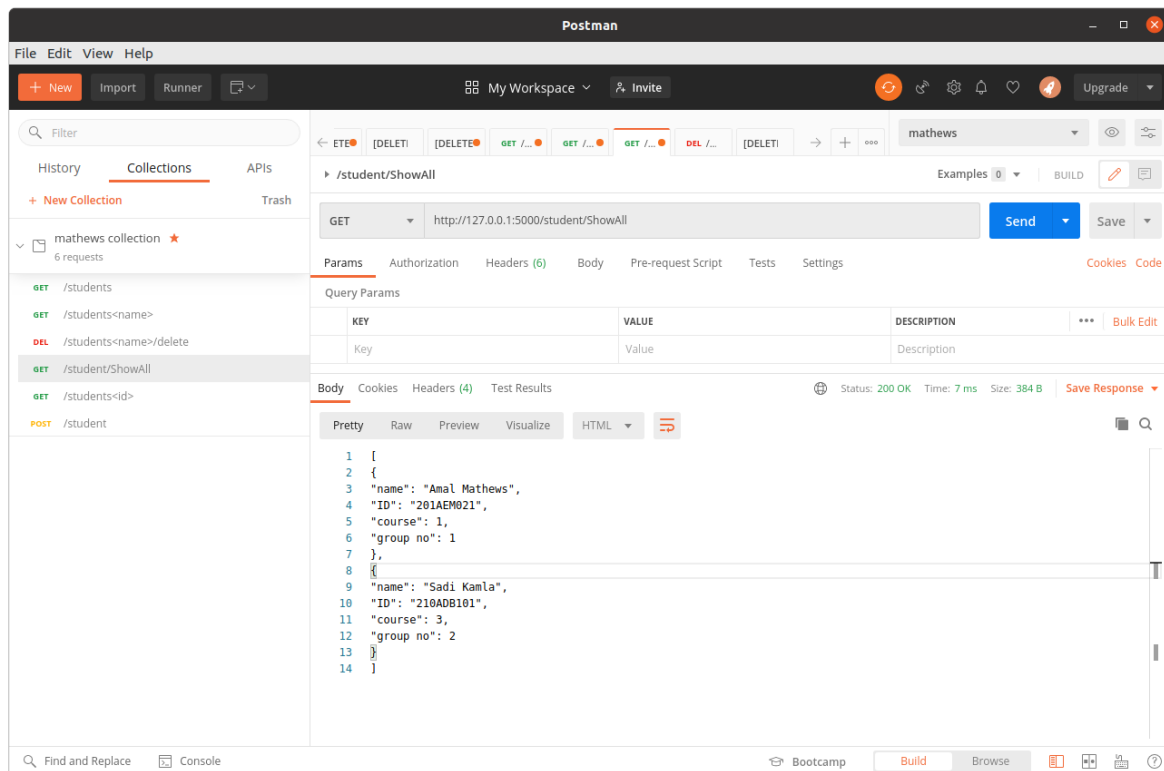 Postman
File Edit View Help
+ New Import Runner My Workspace Invite Upgrade
Filter
History Collections APIs
+ New Collection Trash
mathews collection
6 requests
GET /students
GET /students<name>
DEL /students<name>/delete
GET /student/ShowAll
GET /students<id>
POST /student
ETE [DELETI [DELETE GET /... GET /... GET /... DEL /... [DELETI + ••• mathews
/student/ShowAll Examples 0 BUILD
GET http://127.0.0.1:5000/student/ShowAll Send Save
Params Authorization Headers (6) Body Pre-request Script Tests Settings Cookies Code
Query Params
KEY VALUE DESCRIPTION ••• Bulk Edit
Key Value Description
Body Cookies Headers (4) Test Results Status: 200 OK Time: 7 ms Size: 384 B Save Response
Pretty Raw Preview Visualize HTML
1 [
2 {
3 "name": "Amal Mathews",
4 "ID": "201AEM021",
5 "course": 1,
6 "group no": 1
7 },
8 {
9 "name": "Sadi Kamla",
10 "ID": "210ADB101",
11 "course": 3,
12 "group no": 2
13 }
14 ]
Find and Replace Console Bootcamp Build Browse